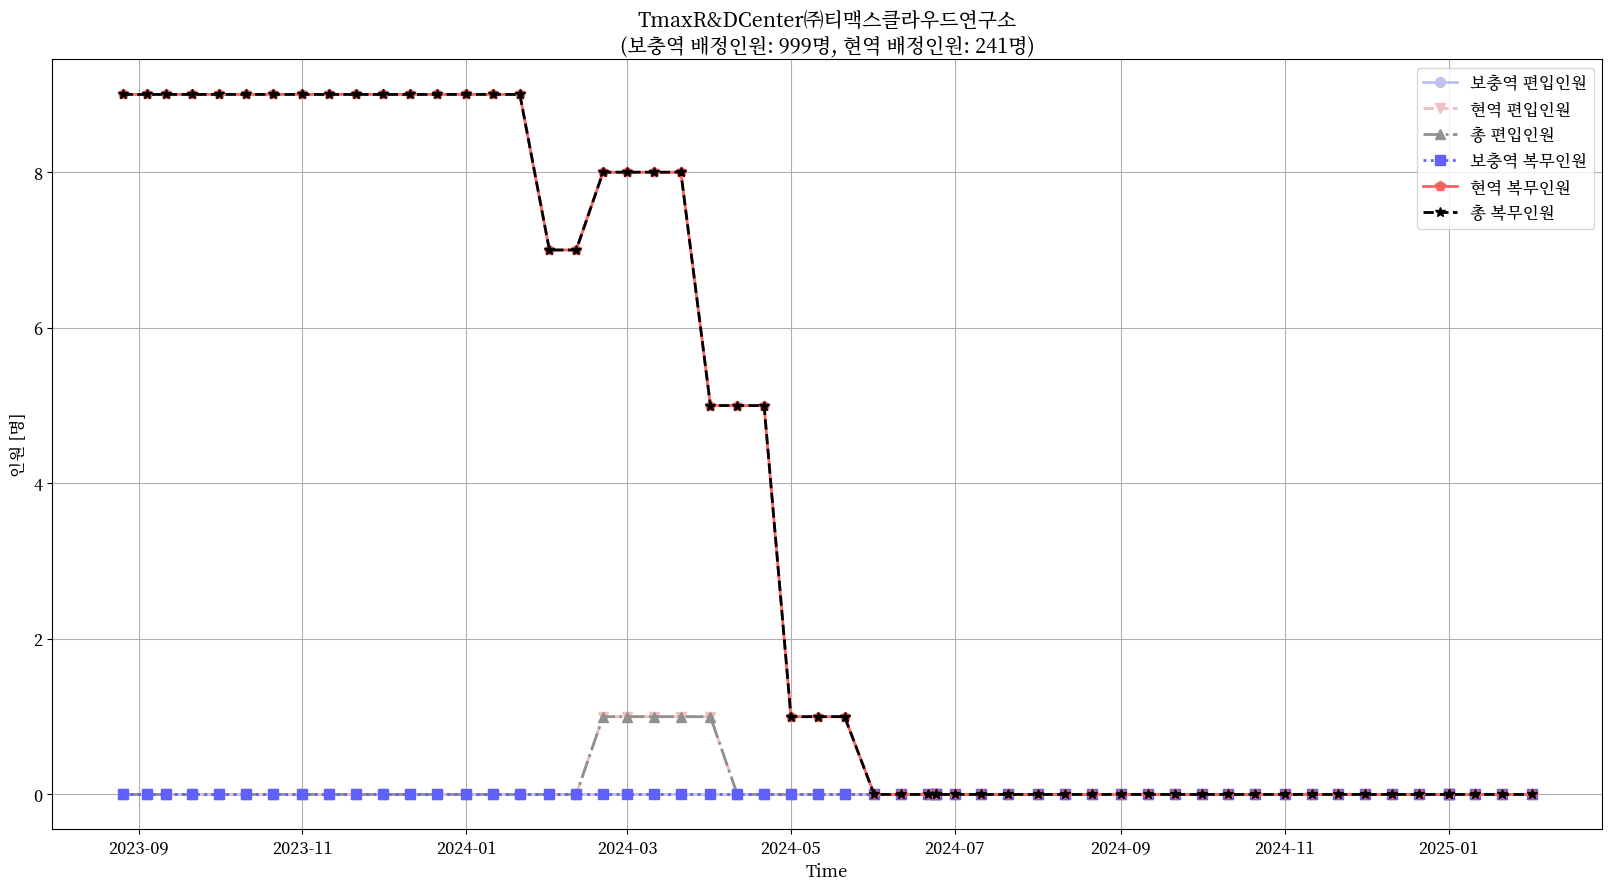 TmaxR&DCenter㈜티맥스클라우드연구소
(보충역 배정인원: 999명, 현역 배정인원: 241명)
보충역 편입인원
현역 편입인원
총 편입인원
보충역 복무인원
현역 복무인원
총 복무인원
인원 [명]
8
6
4
2
0
2023-09
2023-11
2024-01
2024-03
2024-05
2024-07
2024-09
2024-11
2025-01
Time